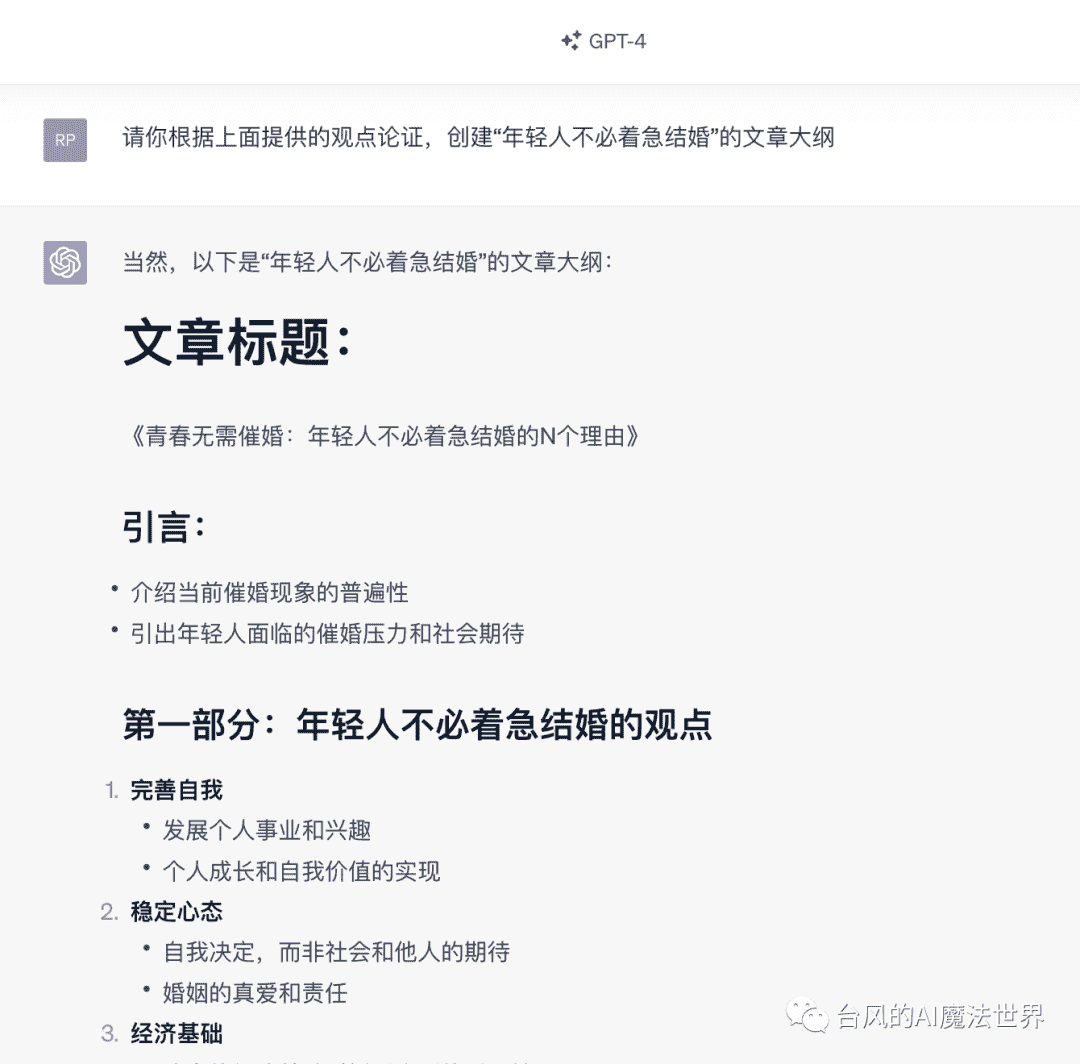 GPT-4
RP
请你根据上面提供的观点论证，创建“年轻人不必着急结婚”的文章大纲
当然，以下是“年轻人不必着急结婚”的文章大纲：
文章标题：
《青春无需催婚：年轻人不必着急结婚的N个理由》
引言：
• 介绍当前催婚现象的普遍性
• 引出年轻人面临的催婚压力和社会期待
第一部分：年轻人不必着急结婚的观点
1. 完善自我
• 发展个人事业和兴趣
• 个人成长和自我价值的实现
2. 稳定心态
• 自我决定，而非社会和他人的期待
• 婚姻的真爱和责任
3. 经济基础
台风的AI魔法世界